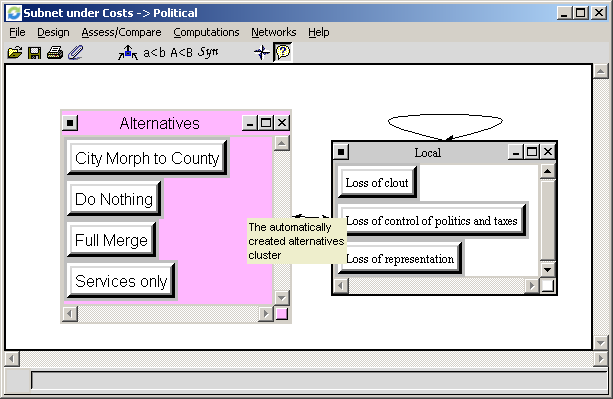 Subnet under Costs -> Political
File Design Assess/Compare Computations Networks Help
a<b A<B Syn
Alternatives
City Morph to County
Do Nothing
Full Merge
Services only
The automatically
created alternatives
cluster
Local
Loss of clout
Loss of control of politics and taxes
Loss of representation